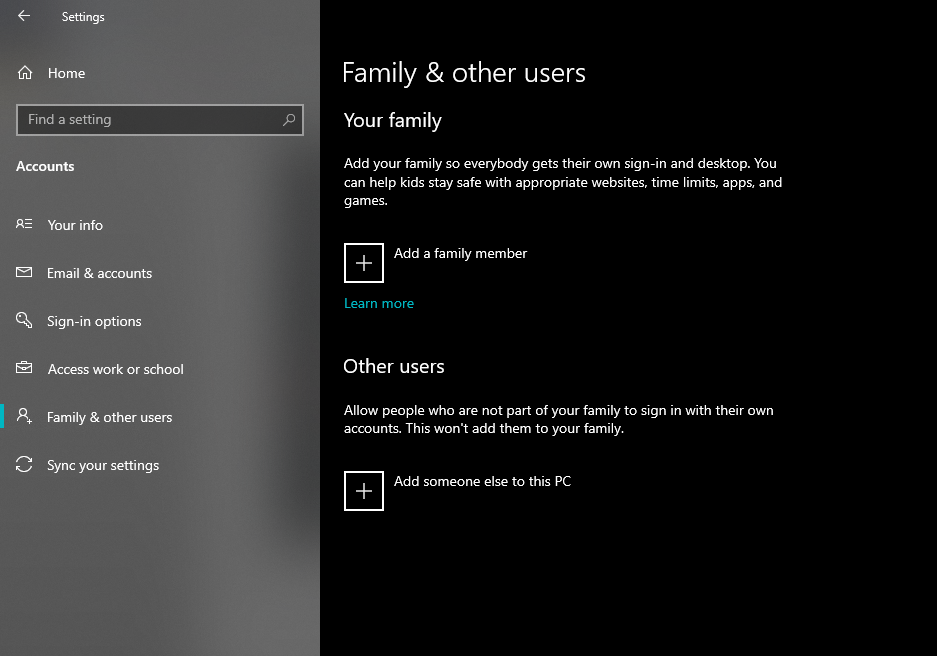 Settings
Home
Find a setting
Accounts
Your info
Email & accounts
Sign-in options
Access work or school
Family & other users
Sync your settings
Family & other users
Your family
Add your family so everybody gets their own sign-in and desktop. You
can help kids stay safe with appropriate websites, time limits, apps, and
games.
Add a family member
Learn more
Other users
Allow people who are not part of your family to sign in with their own
accounts. This won't add them to your family.
Add someone else to this PC